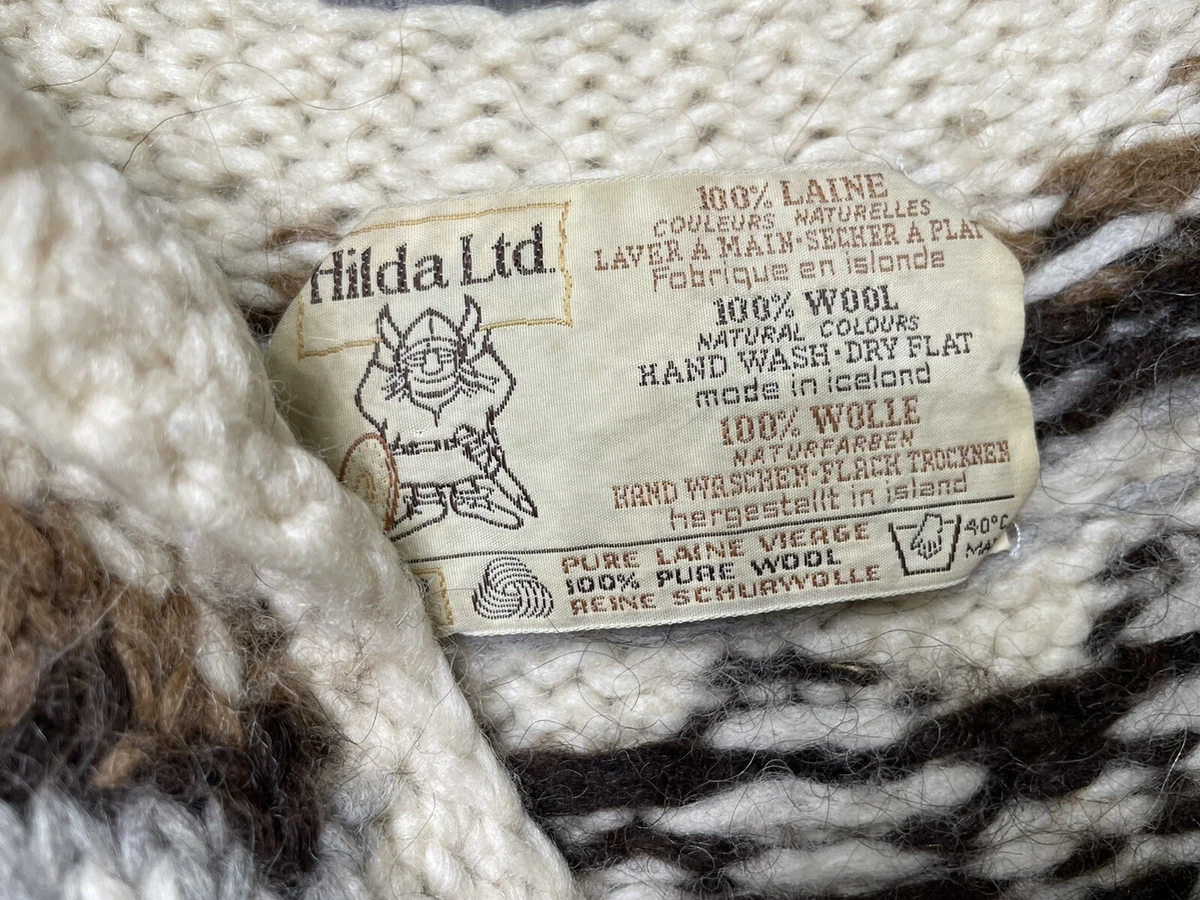 Hilda Ltd.
100% LAINE
COULEURS NATURELLES
LAVER A MAIN·SECHER A PLAT
Fabrique en islande
100% WOOL
NATURAL COLOURS
HAND WASH·DRY FLAT
made in iceland
100% WOLLE
NATURFARBEN
HAND WASCHEN·FLACH TROCKNEN
hergestellt in island
PURE LAINE VIERGE
100% PURE WOOL
REINE SCHURWOLLE
40°C